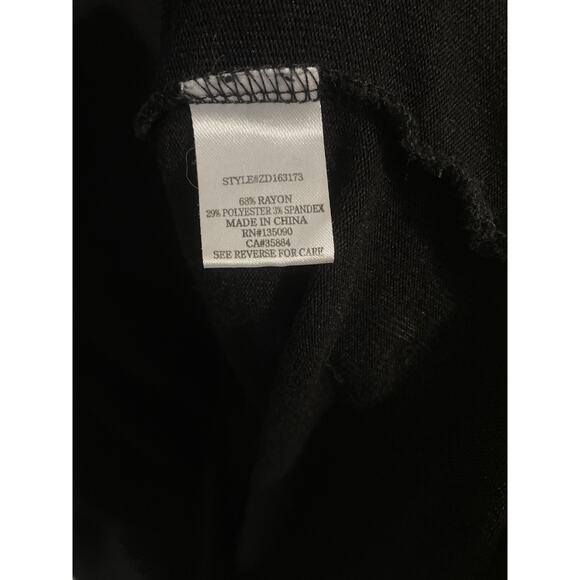 STYLE#ZD163173
68% RAYON
29% POLYESTER 3% SPANDEX
MADE IN CHINA
RN#135090
CA#35884
SEE REVERSE FOR CARE